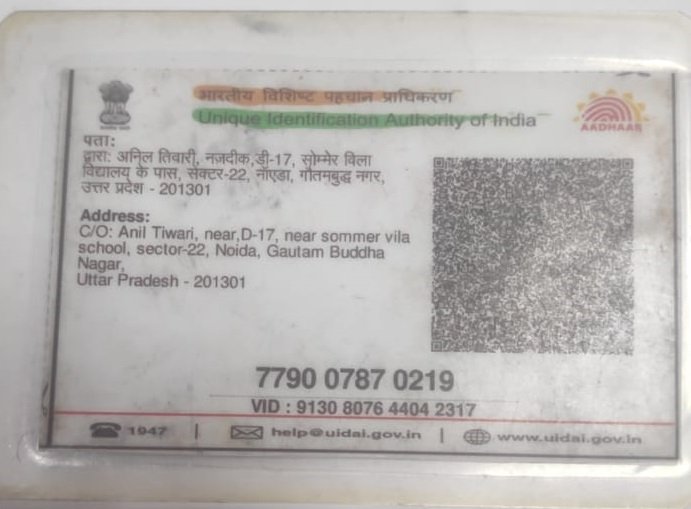 भारतीय विशिष्ट पहचान प्राधिकरण
Unique Identification Authority of India
AADHAAR
पता:
द्वारा: अनिल तिवारी, नज़दीक,डी-17, सोम्मेर विला
विद्यालय के पास, सेक्टर-22, नोएडा, गौतमबुद्ध नगर,
उत्तर प्रदेश - 201301
Address:
C/O: Anil Tiwari, near,D-17, near sommer vila
school, sector-22, Noida, Gautam Buddha
Nagar,
Uttar Pradesh - 201301
7790 0787 0219
VID : 9130 8076 4404 2317
1947 | help@uidai.gov.in | www.uidai.gov.in